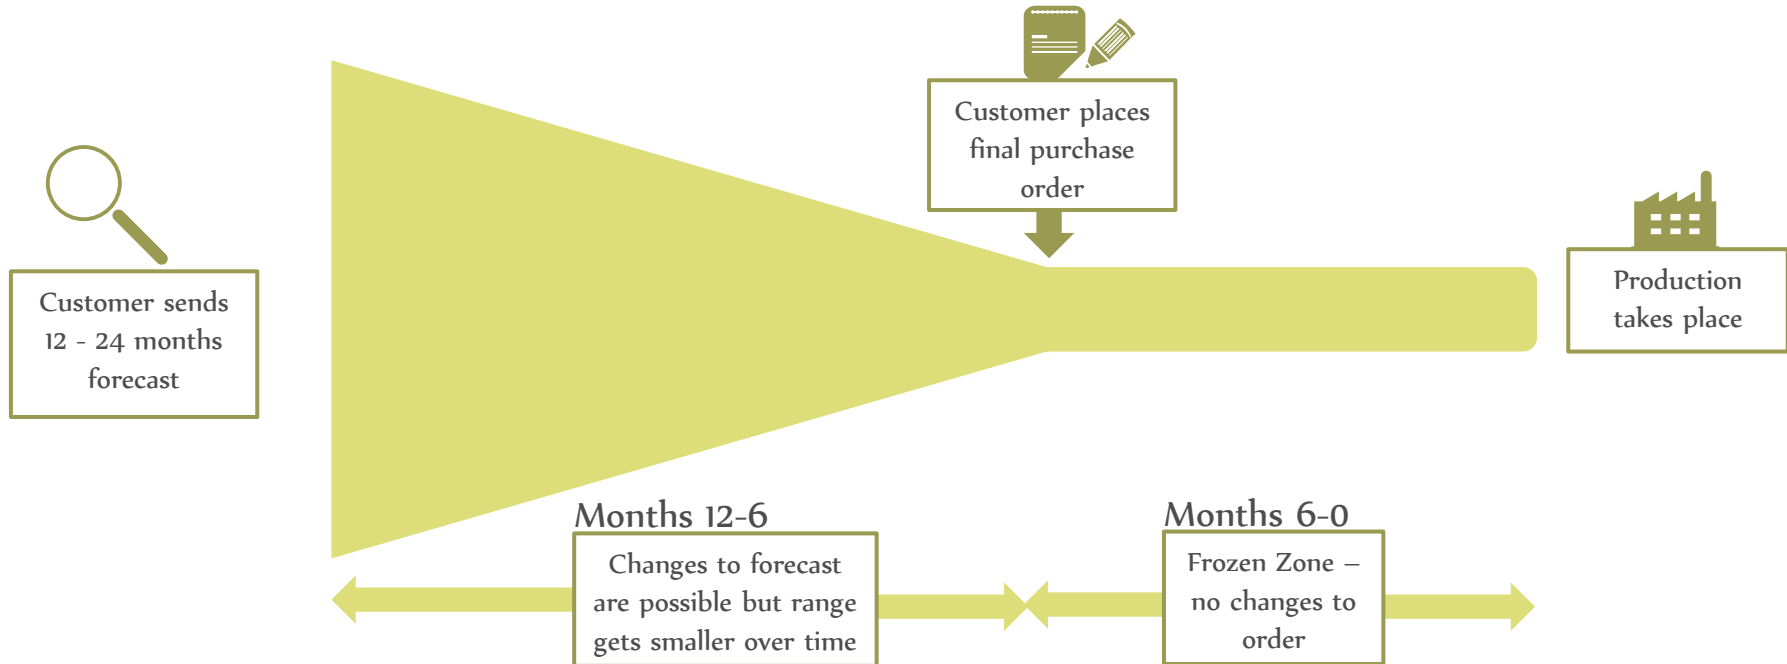 Customer places
final purchase
order
Customer sends
12 - 24 months
forecast
Production
takes place
Months 12-6
Changes to forecast
are possible but range
gets smaller over time
Months 6-0
Frozen Zone –
no changes to
order